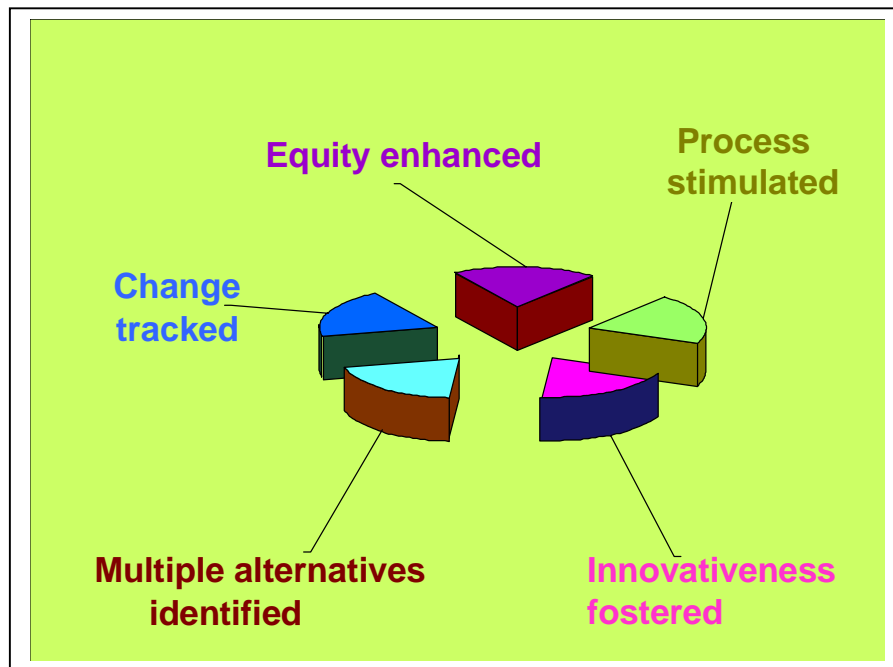 Equity enhanced
Process
stimulated
Change
tracked
Multiple alternatives
identified
Innovativeness
fostered